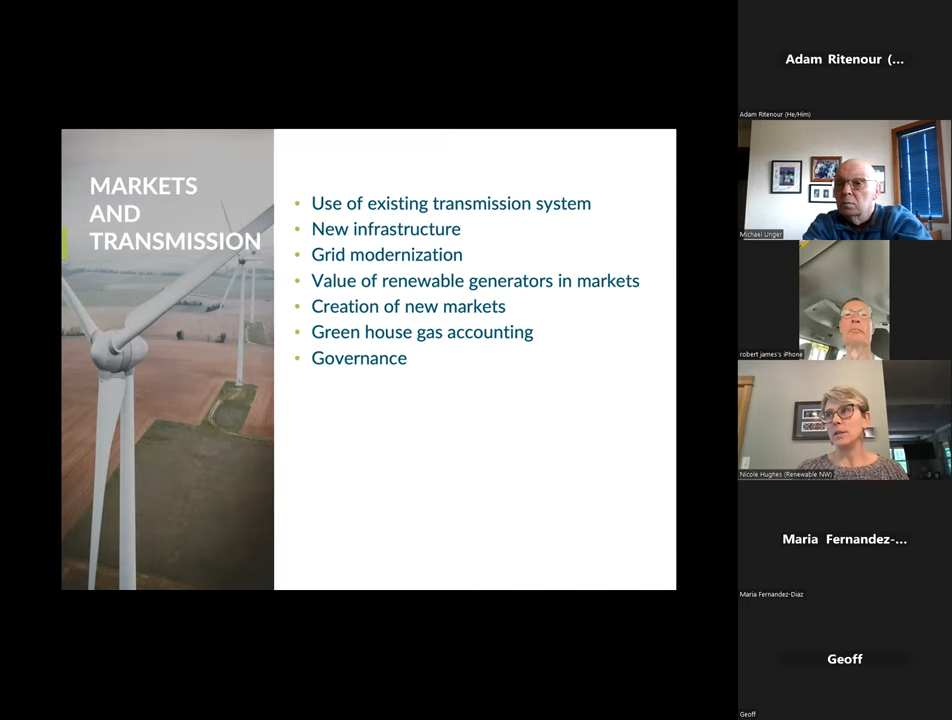 MARKETS
AND
TRANSMISSION
• Use of existing transmission system
• New infrastructure
• Grid modernization
• Value of renewable generators in markets
• Creation of new markets
• Green house gas accounting
• Governance
Adam Ritenour (...
Adam Ritenour (He/Him)
Michael Unger
robert james's iPhone
Nicole Hughes (Renewable NW)
Maria Fernandez-...
Maria Fernandez-Diaz
Geoff
Geoff